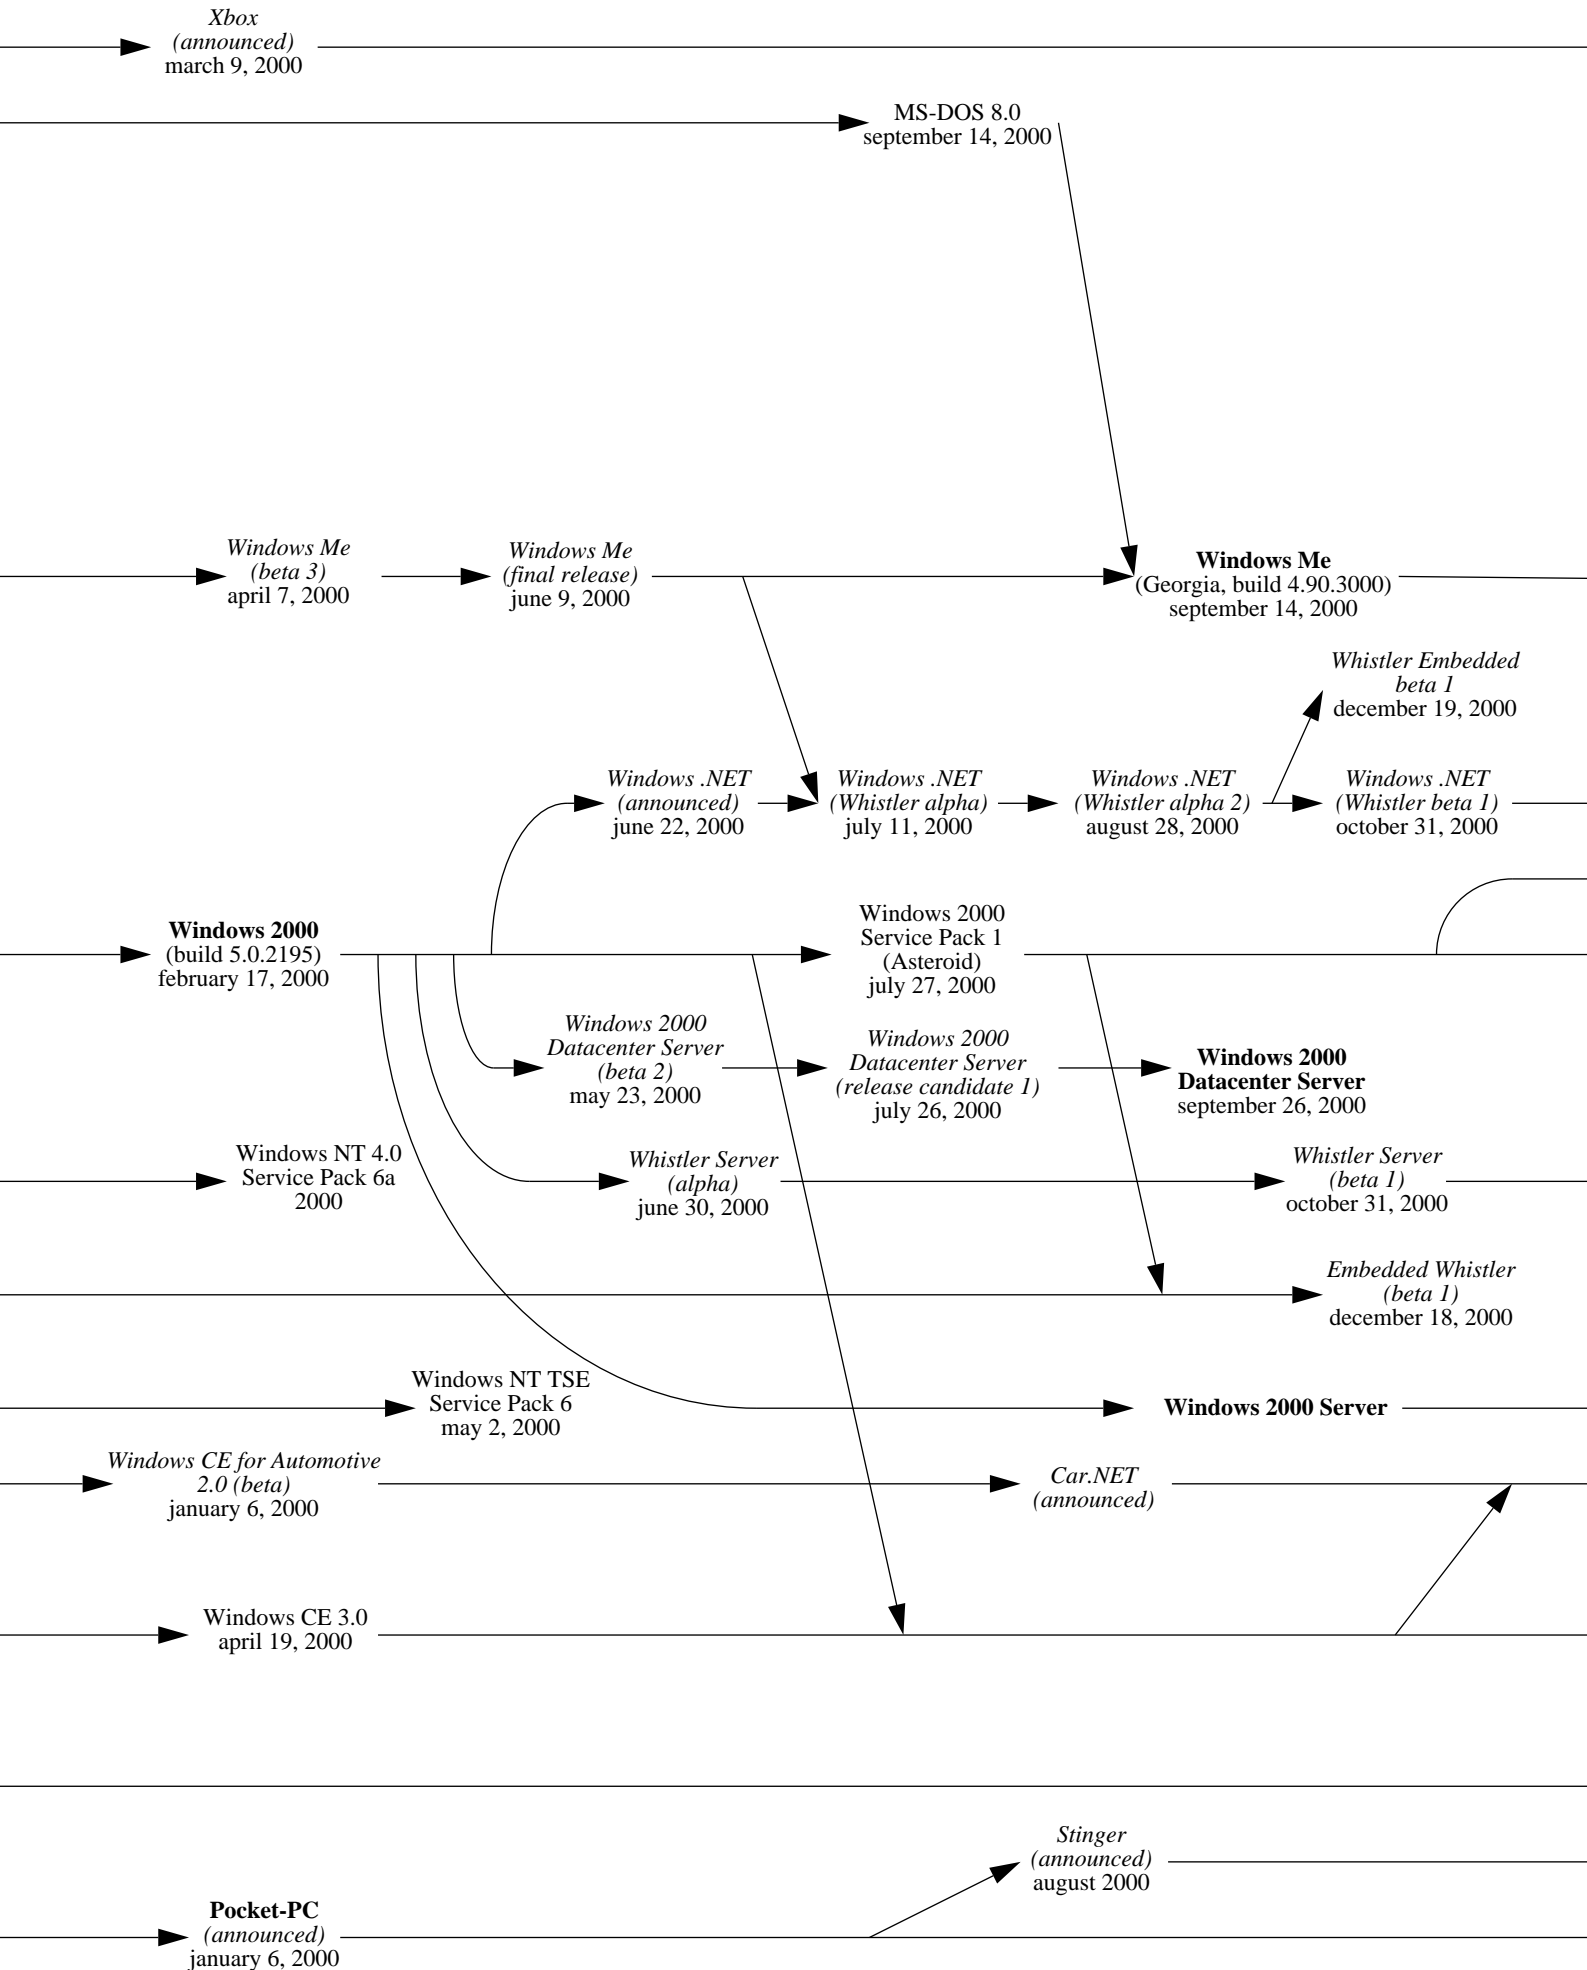 Xbox
(announced)
march 9, 2000
MS-DOS 8.0
september 14, 2000
Windows Me
(beta 3)
april 7, 2000
Windows Me
(final release)
june 9, 2000
Windows Me
(Georgia, build 4.90.3000)
september 14, 2000
Whistler Embedded
beta 1
december 19, 2000
Windows .NET
(announced)
june 22, 2000
Windows .NET
(Whistler alpha)
july 11, 2000
Windows .NET
(Whistler alpha 2)
august 28, 2000
Windows .NET
(Whistler beta 1)
october 31, 2000
Windows 2000
(build 5.0.2195)
february 17, 2000
Windows 2000
Service Pack 1
(Asteroid)
july 27, 2000
Windows 2000
Datacenter Server
(beta 2)
may 23, 2000
Windows 2000
Datacenter Server
(release candidate 1)
july 26, 2000
Windows 2000
Datacenter Server
september 26, 2000
Windows NT 4.0
Service Pack 6a
2000
Whistler Server
(alpha)
june 30, 2000
Whistler Server
(beta 1)
october 31, 2000
Embedded Whistler
(beta 1)
december 18, 2000
Windows NT TSE
Service Pack 6
may 2, 2000
Windows 2000 Server
Windows CE for Automotive
2.0 (beta)
january 6, 2000
Car.NET
(announced)
Windows CE 3.0
april 19, 2000
Stinger
(announced)
august 2000
Pocket-PC
(announced)
january 6, 2000